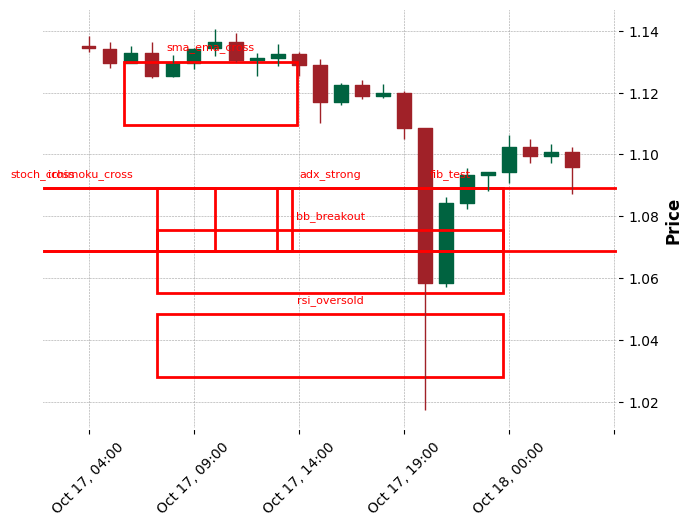 1.14
sma_ema_cross
1.12
1.10
adx_strong
fib_test
1.08
bb_breakout
Price
1.06
rsi_oversold
1.04
1.02
Oct 17, 04:00
Oct 17, 09:00
Oct 17, 14:00
Oct 17, 19:00
Oct 18, 00:00